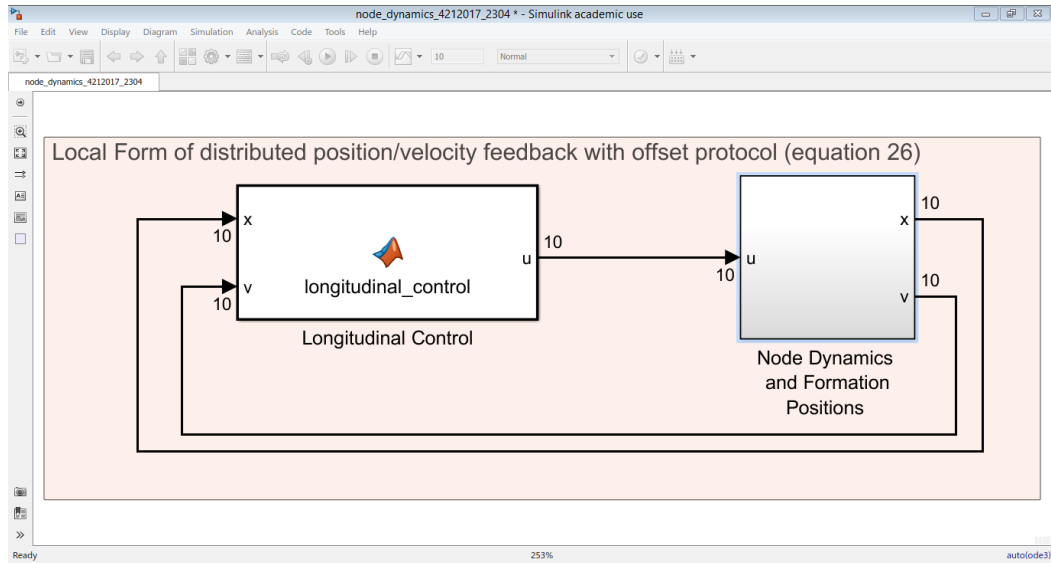 node_dynamics_4212017_2304 * - Simulink academic use
File Edit View Display Diagram Simulation Analysis Code Tools Help
10 Normal
node_dynamics_4212017_2304
Local Form of distributed position/velocity feedback with offset protocol (equation 26)
x
10
v
10
longitudinal_control
u
10
Longitudinal Control
u
10
x
10
v
10
Node Dynamics
and Formation
Positions
Ready 253% auto(ode3)